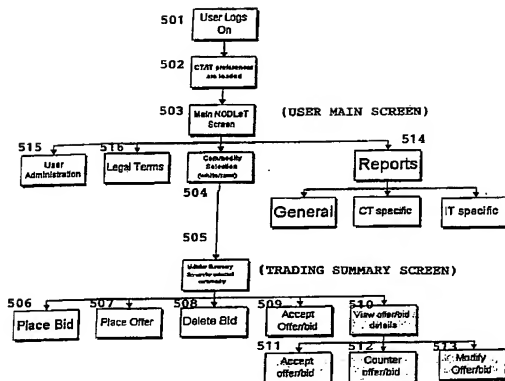 501
User Logs
On
502
CT/IT preferences
are loaded
503
Main NODLeT
Screen
(USER MAIN SCREEN)
515
User
Administration
516
Legal Terms
Commodity
Selection
504
514
Reports
General
CT specific
IT specific
505
Summary
(TRADING SUMMARY SCREEN)
506
Place Bid
507
Place Offer
508
Delete Bid
509
Accept
Offer/bid
510
View offer/bid
details
511
Accept
offer/bid
512
Counter
offer/bid
513
Modify
Offer/bid